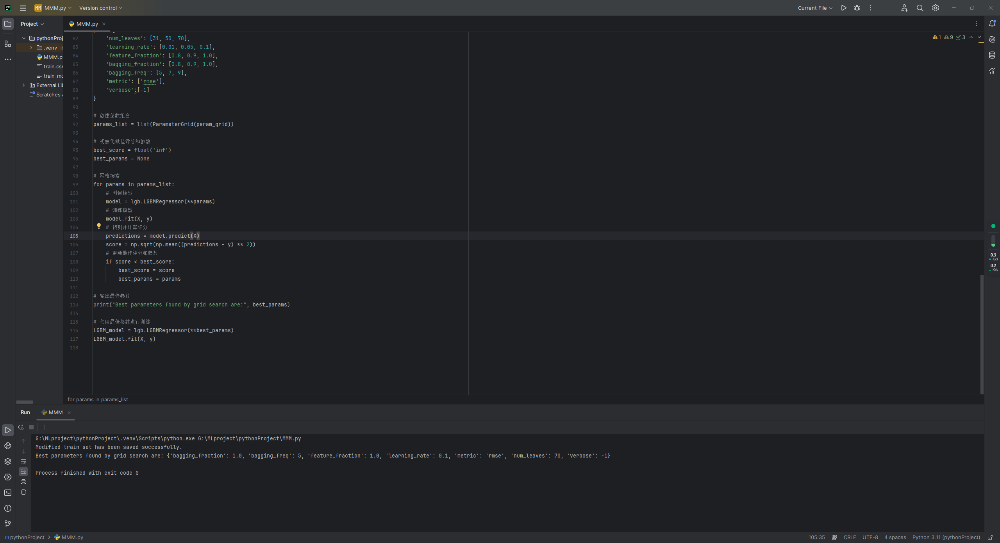 PC
MM MMM.py
Version control
Current File
Project
MMM.py
pythonProj
.venv lib
MMM.py
train.csv
train_mo
External Lib
Scratches a
1 9 3
82 'num_leaves': [31, 50, 70],
83 'learning_rate': [0.01, 0.05, 0.1],
84 'feature_fraction': [0.8, 0.9, 1.0],
85 'bagging_fraction': [0.8, 0.9, 1.0],
86 'bagging_freq': [5, 7, 9],
87 'metric': ['rmse'],
88 'verbose':[-1]
89 }
90
91 # 创建参数组合
92 params_list = list(ParameterGrid(param_grid))
93
94 # 初始化最佳评分和参数
95 best_score = float('inf')
96 best_params = None
97
98 # 网格搜索
99 for params in params_list:
100 # 创建模型
101 model = lgb.LGBMRegressor(**params)
102 # 训练模型
103 model.fit(X, y)
104 # 预测并计算评分
105 predictions = model.predict(X)
106 score = np.sqrt(np.mean((predictions - y) ** 2))
107 # 更新最佳评分和参数
108 if score < best_score:
109 best_score = score
110 best_params = params
111
112 # 输出最佳参数
113 print("Best parameters found by grid search are:", best_params)
114
115 # 使用最佳参数进行训练
116 LGBM_model = lgb.LGBMRegressor(**best_params)
117 LGBM_model.fit(X, y)
118
0.3
K/s
0.2
K/s
for params in params_list
Run MMM
G:\MLproject\pythonProject\.venv\Scripts\python.exe G:\MLproject\pythonProject\MMM.py
Modified train set has been saved successfully.
Best parameters found by grid search are: {'bagging_fraction': 1.0, 'bagging_freq': 5, 'feature_fraction': 1.0, 'learning_rate': 0.1, 'metric': 'rmse', 'num_leaves': 70, 'verbose': -1}
Process finished with exit code 0
pythonProject > MMM.py
105:35 CRLF UTF-8 4 spaces Python 3.11 (pythonProject)